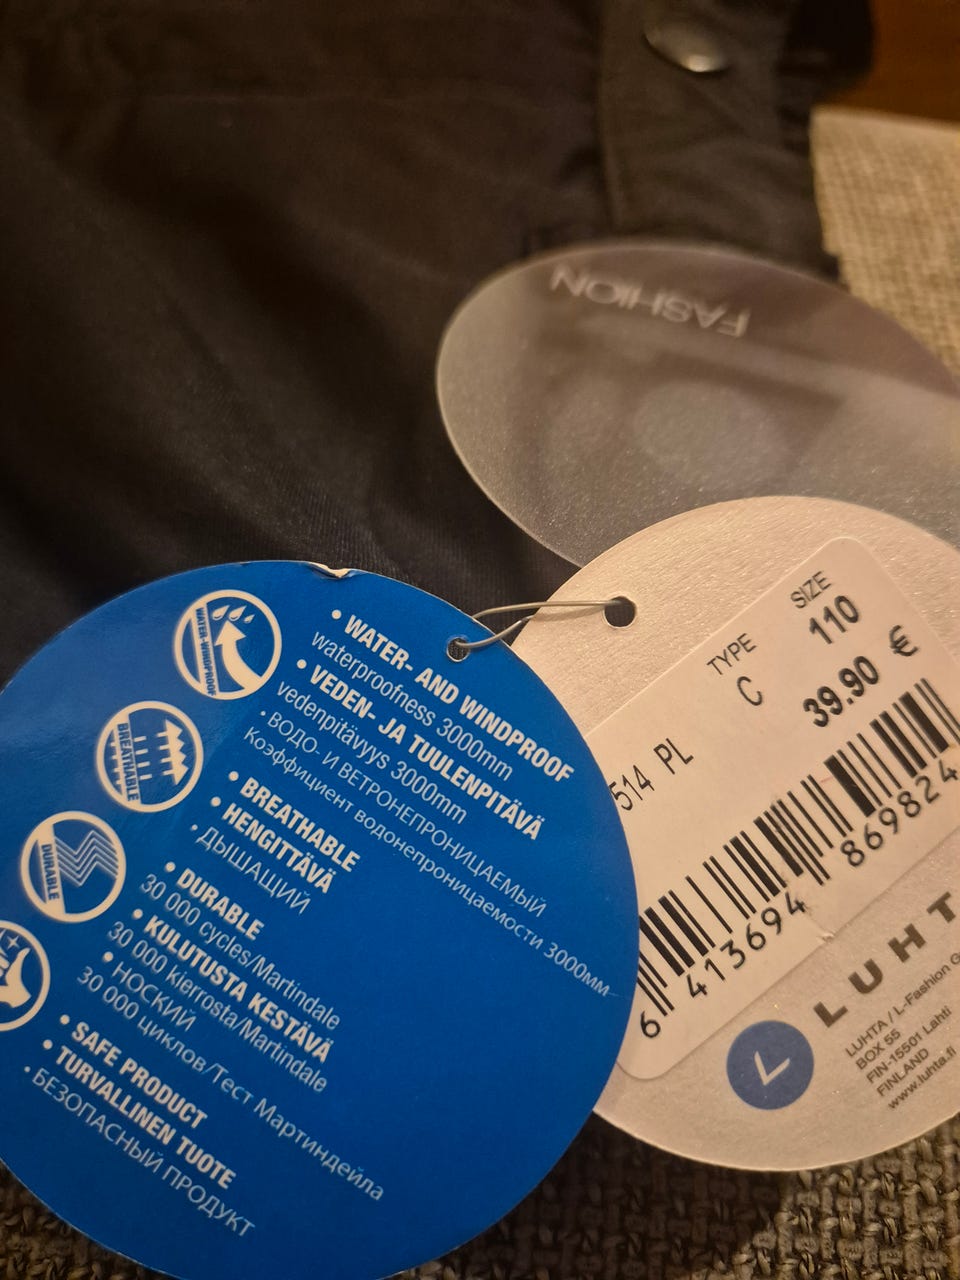 FASHION
WATER-WINDPROOF
BREATHABLE
DURABLE
• WATER- AND WINDPROOF
waterproofness 3000mm
• VEDEN- JA TUULENPITÄVÄ
vedenpitävyys 3000mm
• ВОДО- И ВЕТРОНЕПРОНИЦАЕМЫЙ
Коэффициент водонепроницаемости 3000мм
• BREATHABLE
• HENGITTÄVÄ
• ДЫШАЩИЙ
• DURABLE
30 000 cycles/Martindale
• KULUTUSTA KESTÄVÄ
30 000 kierrosta/Martindale
• НОСКИЙ
30 000 циклов/Тест Мартиндейла
• SAFE PRODUCT
• TURVALLINEN TUOTE
• БЕЗОПАСНЫЙ ПРОДУКТ
TYPE SIZE
C 110
514 PL 39.90 €
6 413694 869824
L
LUHT
LUHTA / L-Fashion G
BOX 55
FIN-15501 Lahti
FINLAND
www.luhta.fi